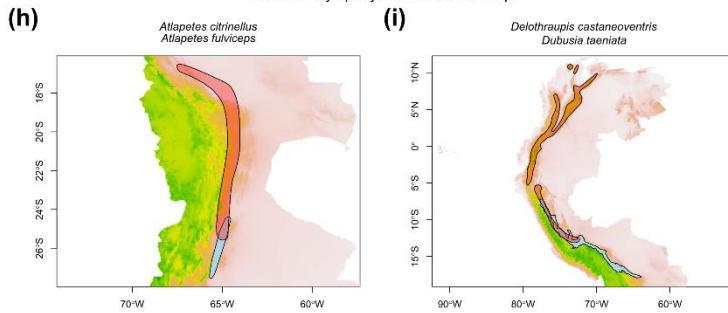 (h)
Atlapetes citrinellus
Atlapetes fulviceps
18°S
20°S
22°S
24°S
26°S
70°W
65°W
60°W
(i)
Delothraupis castaneoventris
Dubusia taeniata
10°N
5°N
0°
5°S
10°S
15°S
90°W
80°W
70°W
60°W